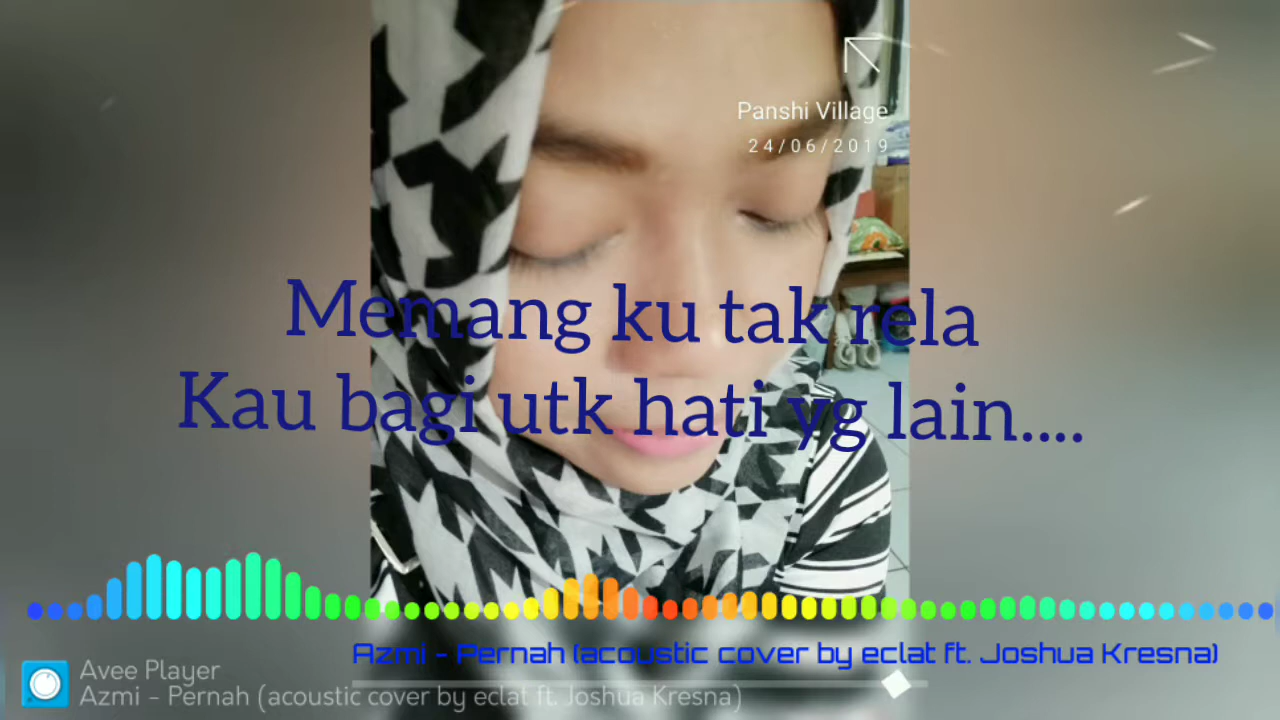 Panshi Village
24/06/2019
Memang ku tak rela
Kau bagi utk hati yg lain....
Azmi - Pernah (acoustic cover by eclat ft. Joshua Kresna)
Avee Player
Azmi - Pernah (acoustic cover by eclat ft. Joshua Kresna)